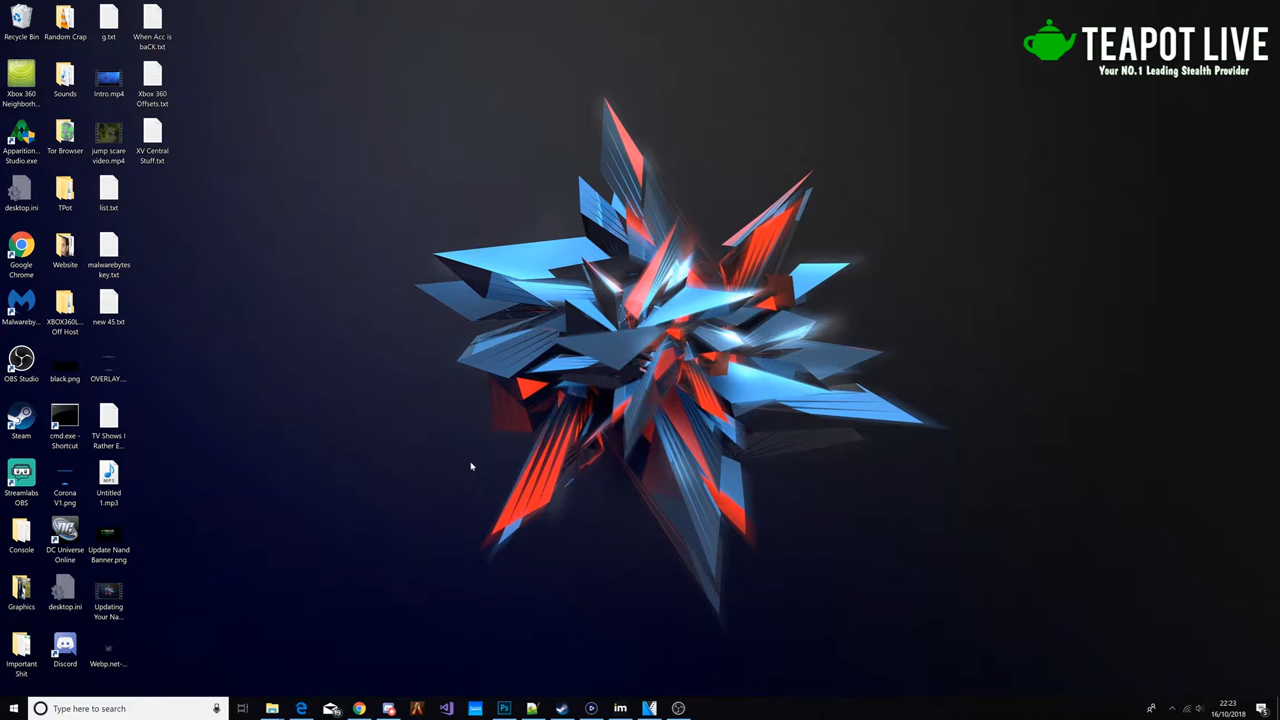 TEAPOT LIVE
Your NO.1 Leading Stealth Provider
Recycle Bin
Random Crap
g.txt
When Acc is
baCK.txt
Xbox 360
Neighborh...
Sounds
Intro.mp4
Xbox 360
Offsets.txt
Apparition...
Studio.exe
Tor Browser
jump scare
video.mp4
XV Central
Stuff.txt
desktop.ini
TPot
list.txt
Google
Chrome
Website
malwarebytes
key.txt
Malwareby...
XBOX360L...
Off Host
new 45.txt
OBS Studio
black.png
OVERLAY....
Steam
cmd.exe -
Shortcut
TV Shows I
Rather E...
Streamlabs
OBS
Corona
V1.png
Untitled
1.mp3
MP3
Console
DC Universe
Online
Update Nand
Banner.png
Graphics
desktop.ini
Updating
Your Na...
Important
Shit
Discord
Webp.net-...
Type here to search
Ps
im
22:23
16/10/2018